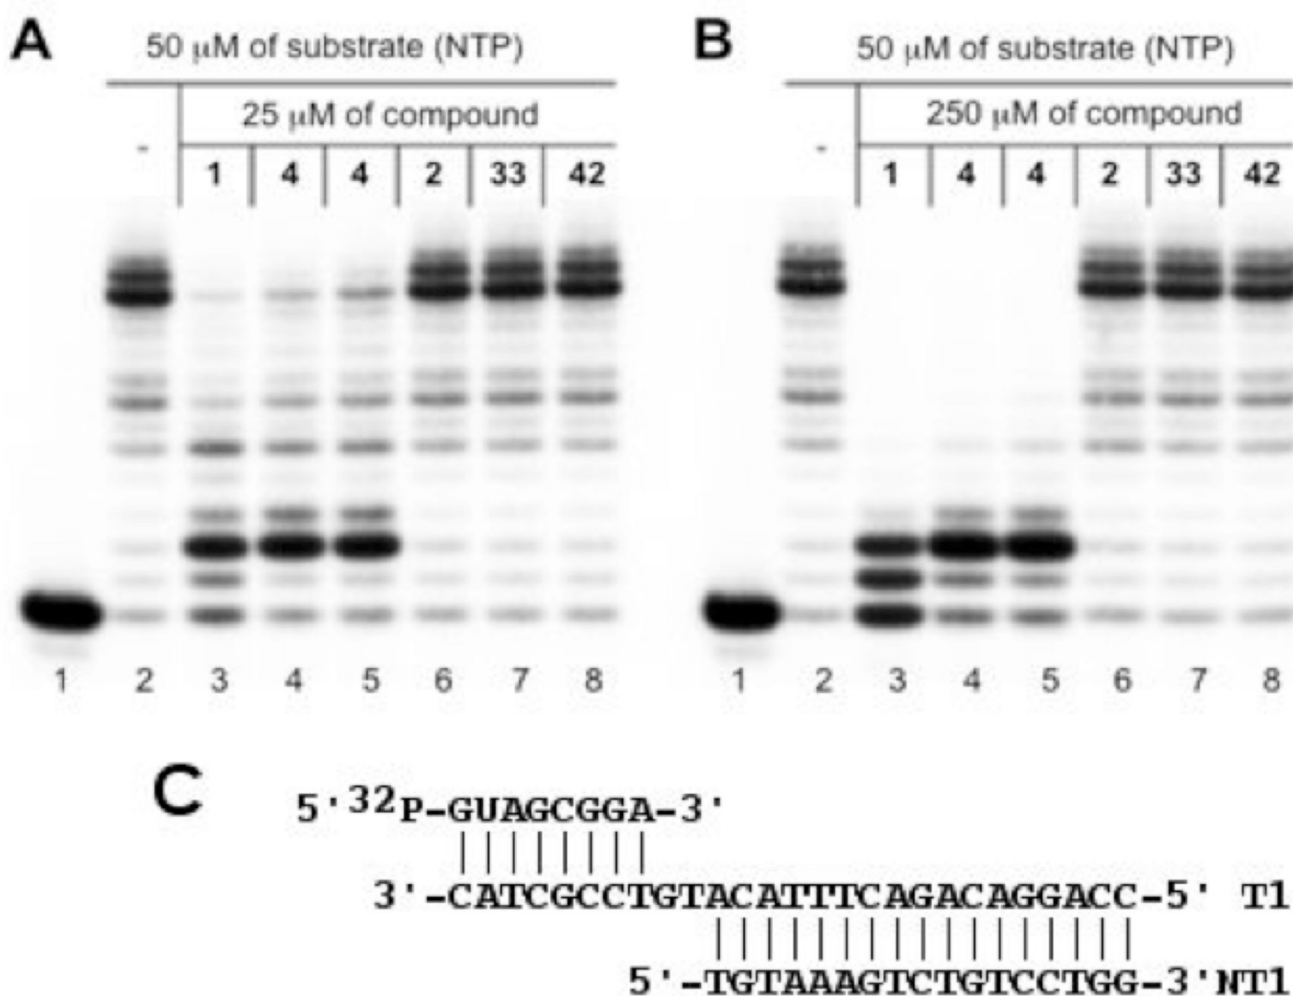 A
50 μM of substrate (NTP)
25 μM of compound
-
1 4 4 2 33 42
1 2 3 4 5 6 7 8
B
50 μM of substrate (NTP)
250 μM of compound
-
1 4 4 2 33 42
1 2 3 4 5 6 7 8
C
5'32P-GUAGCGGA-3'
3'-CATCGCCTGTACATTTCAGACAGGACC-5' T1
5'-TGTAAAGTCTGTCCTGG-3'NT1